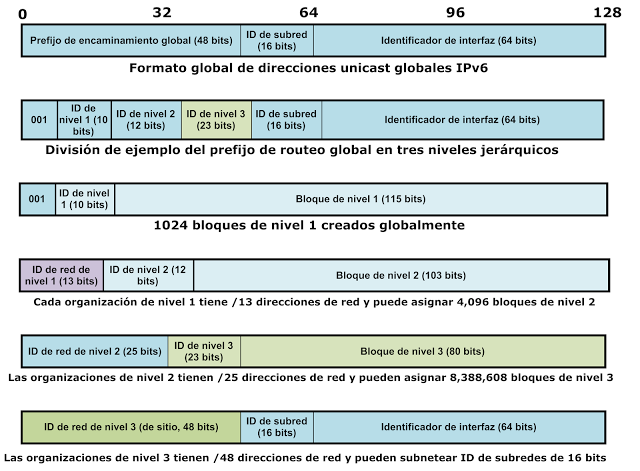 0 32 64 96 128
Prefijo de encaminamiento global (48 bits)
ID de subred
(16 bits)
Identificador de interfaz (64 bits)
Formato global de direcciones unicast globales IPv6
001
ID de
nivel 1 (10
bits)
ID de nivel 2
(12 bits)
ID de nivel 3
(23 bits)
ID de subred
(16 bits)
Identificador de interfaz (64 bits)
División de ejemplo del prefijo de routeo global en tres niveles jerárquicos
001
ID de nivel
1 (10 bits)
Bloque de nivel 1 (115 bits)
1024 bloques de nivel 1 creados globalmente
ID de red de
nivel 1 (13 bits)
ID de nivel 2 (12
bits)
Bloque de nivel 2 (103 bits)
Cada organización de nivel 1 tiene /13 direcciones de red y puede asignar 4,096 bloques de nivel 2
ID de red de nivel 2 (25 bits)
ID de nivel 3
(23 bits)
Bloque de nivel 3 (80 bits)
Las organizaciones de nivel 2 tienen /25 direcciones de red y pueden asignar 8,388,608 bloques de nivel 3
ID de red de nivel 3 (de sitio, 48 bits)
ID de subred
(16 bits)
Identificador de interfaz (64 bits)
Las organizaciones de nivel 3 tienen /48 direcciones de red y pueden subnetear ID de subredes de 16 bits